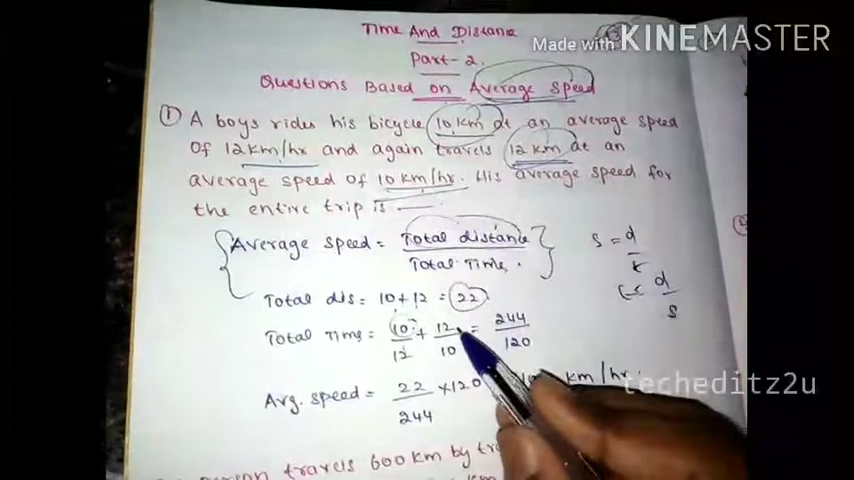 Time And Distance
Made with KINEMASTER
Part-2.
Questions Based on Average Speed
1) A boys rides his bicycle 10 km at an average speed
of 12km/hr and again travels 12 km at an
average speed of 10 km/hr. His average speed for
the entire trip is —
Average speed = Total distance / Total Time.
S = d/t
t = d/s
Total dis = 10 + 12 = 22
Total Time = 10/12 + 12/10 = 244/120
Avg. speed = 22/244 × 120 km/hr.
techeditz2u
travels 600 km by